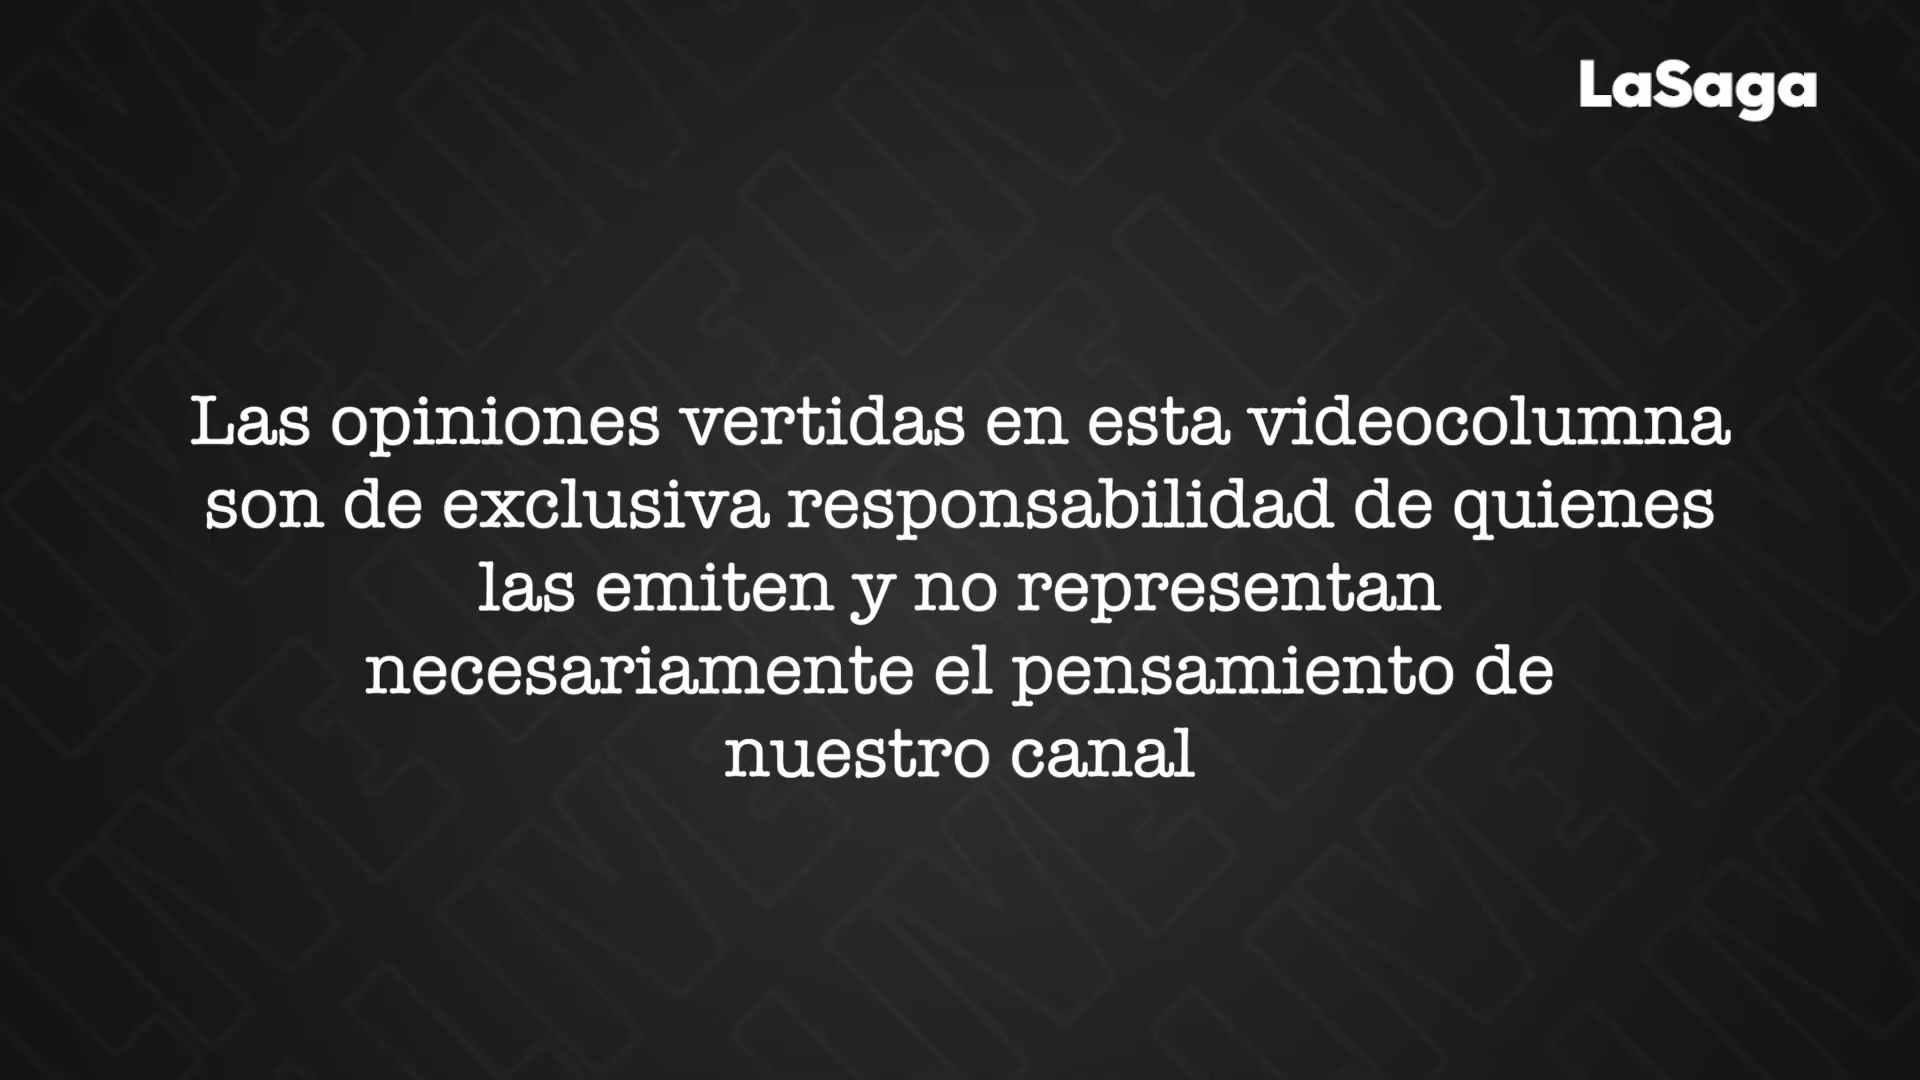 LaSaga
Las opiniones vertidas en esta videocolumna
son de exclusiva responsabilidad de quienes
las emiten y no representan
necesariamente el pensamiento de
nuestro canal